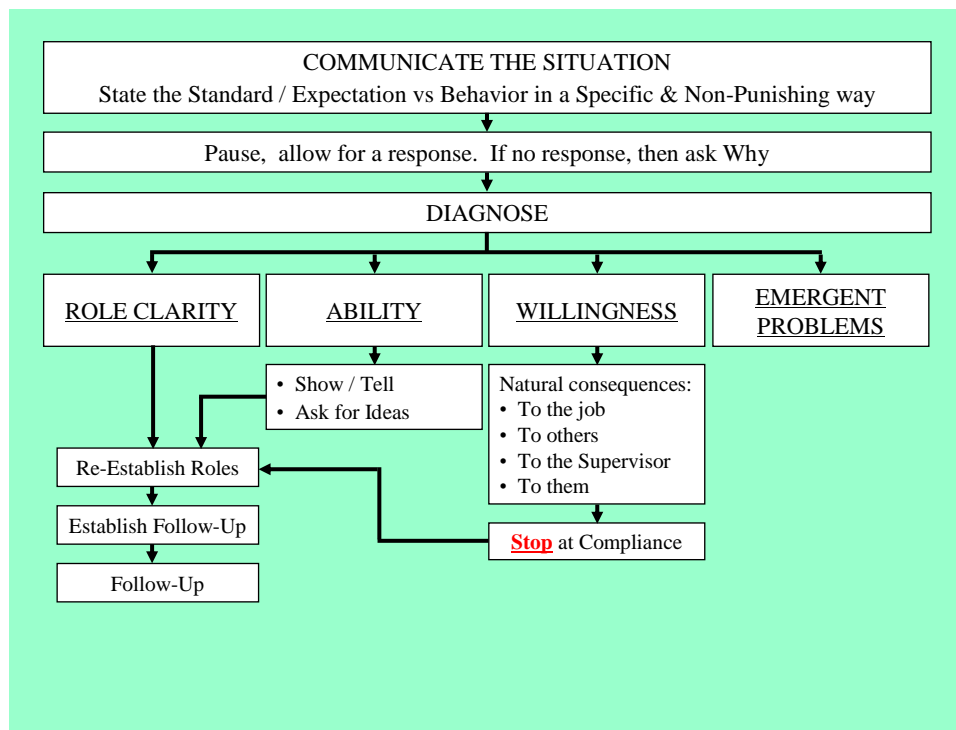 COMMUNICATE THE SITUATION
State the Standard / Expectation vs Behavior in a Specific & Non-Punishing way
Pause, allow for a response. If no response, then ask Why
DIAGNOSE
ROLE CLARITY
ABILITY
WILLINGNESS
EMERGENT
PROBLEMS
• Show / Tell
• Ask for Ideas
Natural consequences:
• To the job
• To others
• To the Supervisor
• To them
Stop at Compliance
Re-Establish Roles
Establish Follow-Up
Follow-Up